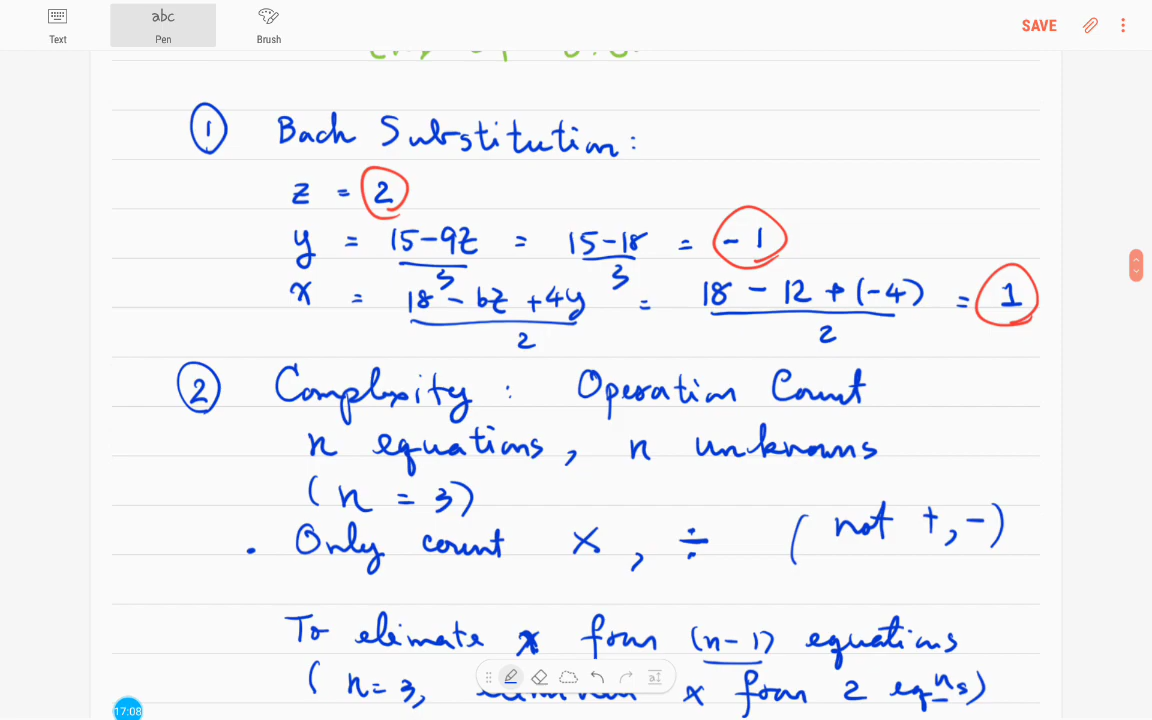 Text
abc
Pen
Brush
SAVE
① Back Substitution:
z = 2
y = (15-9z)/3 = (15-18)/3 = -1
x = (18-6z+4y)/2 = (18-12+(-4))/2 = 1
② Complexity: Operation Count
n equations, n unknowns
(n = 3)
. Only count ×, ÷ (not +, -)
To elimate x from (n-1) equations
(n=3, x from 2 eqns)
17:08